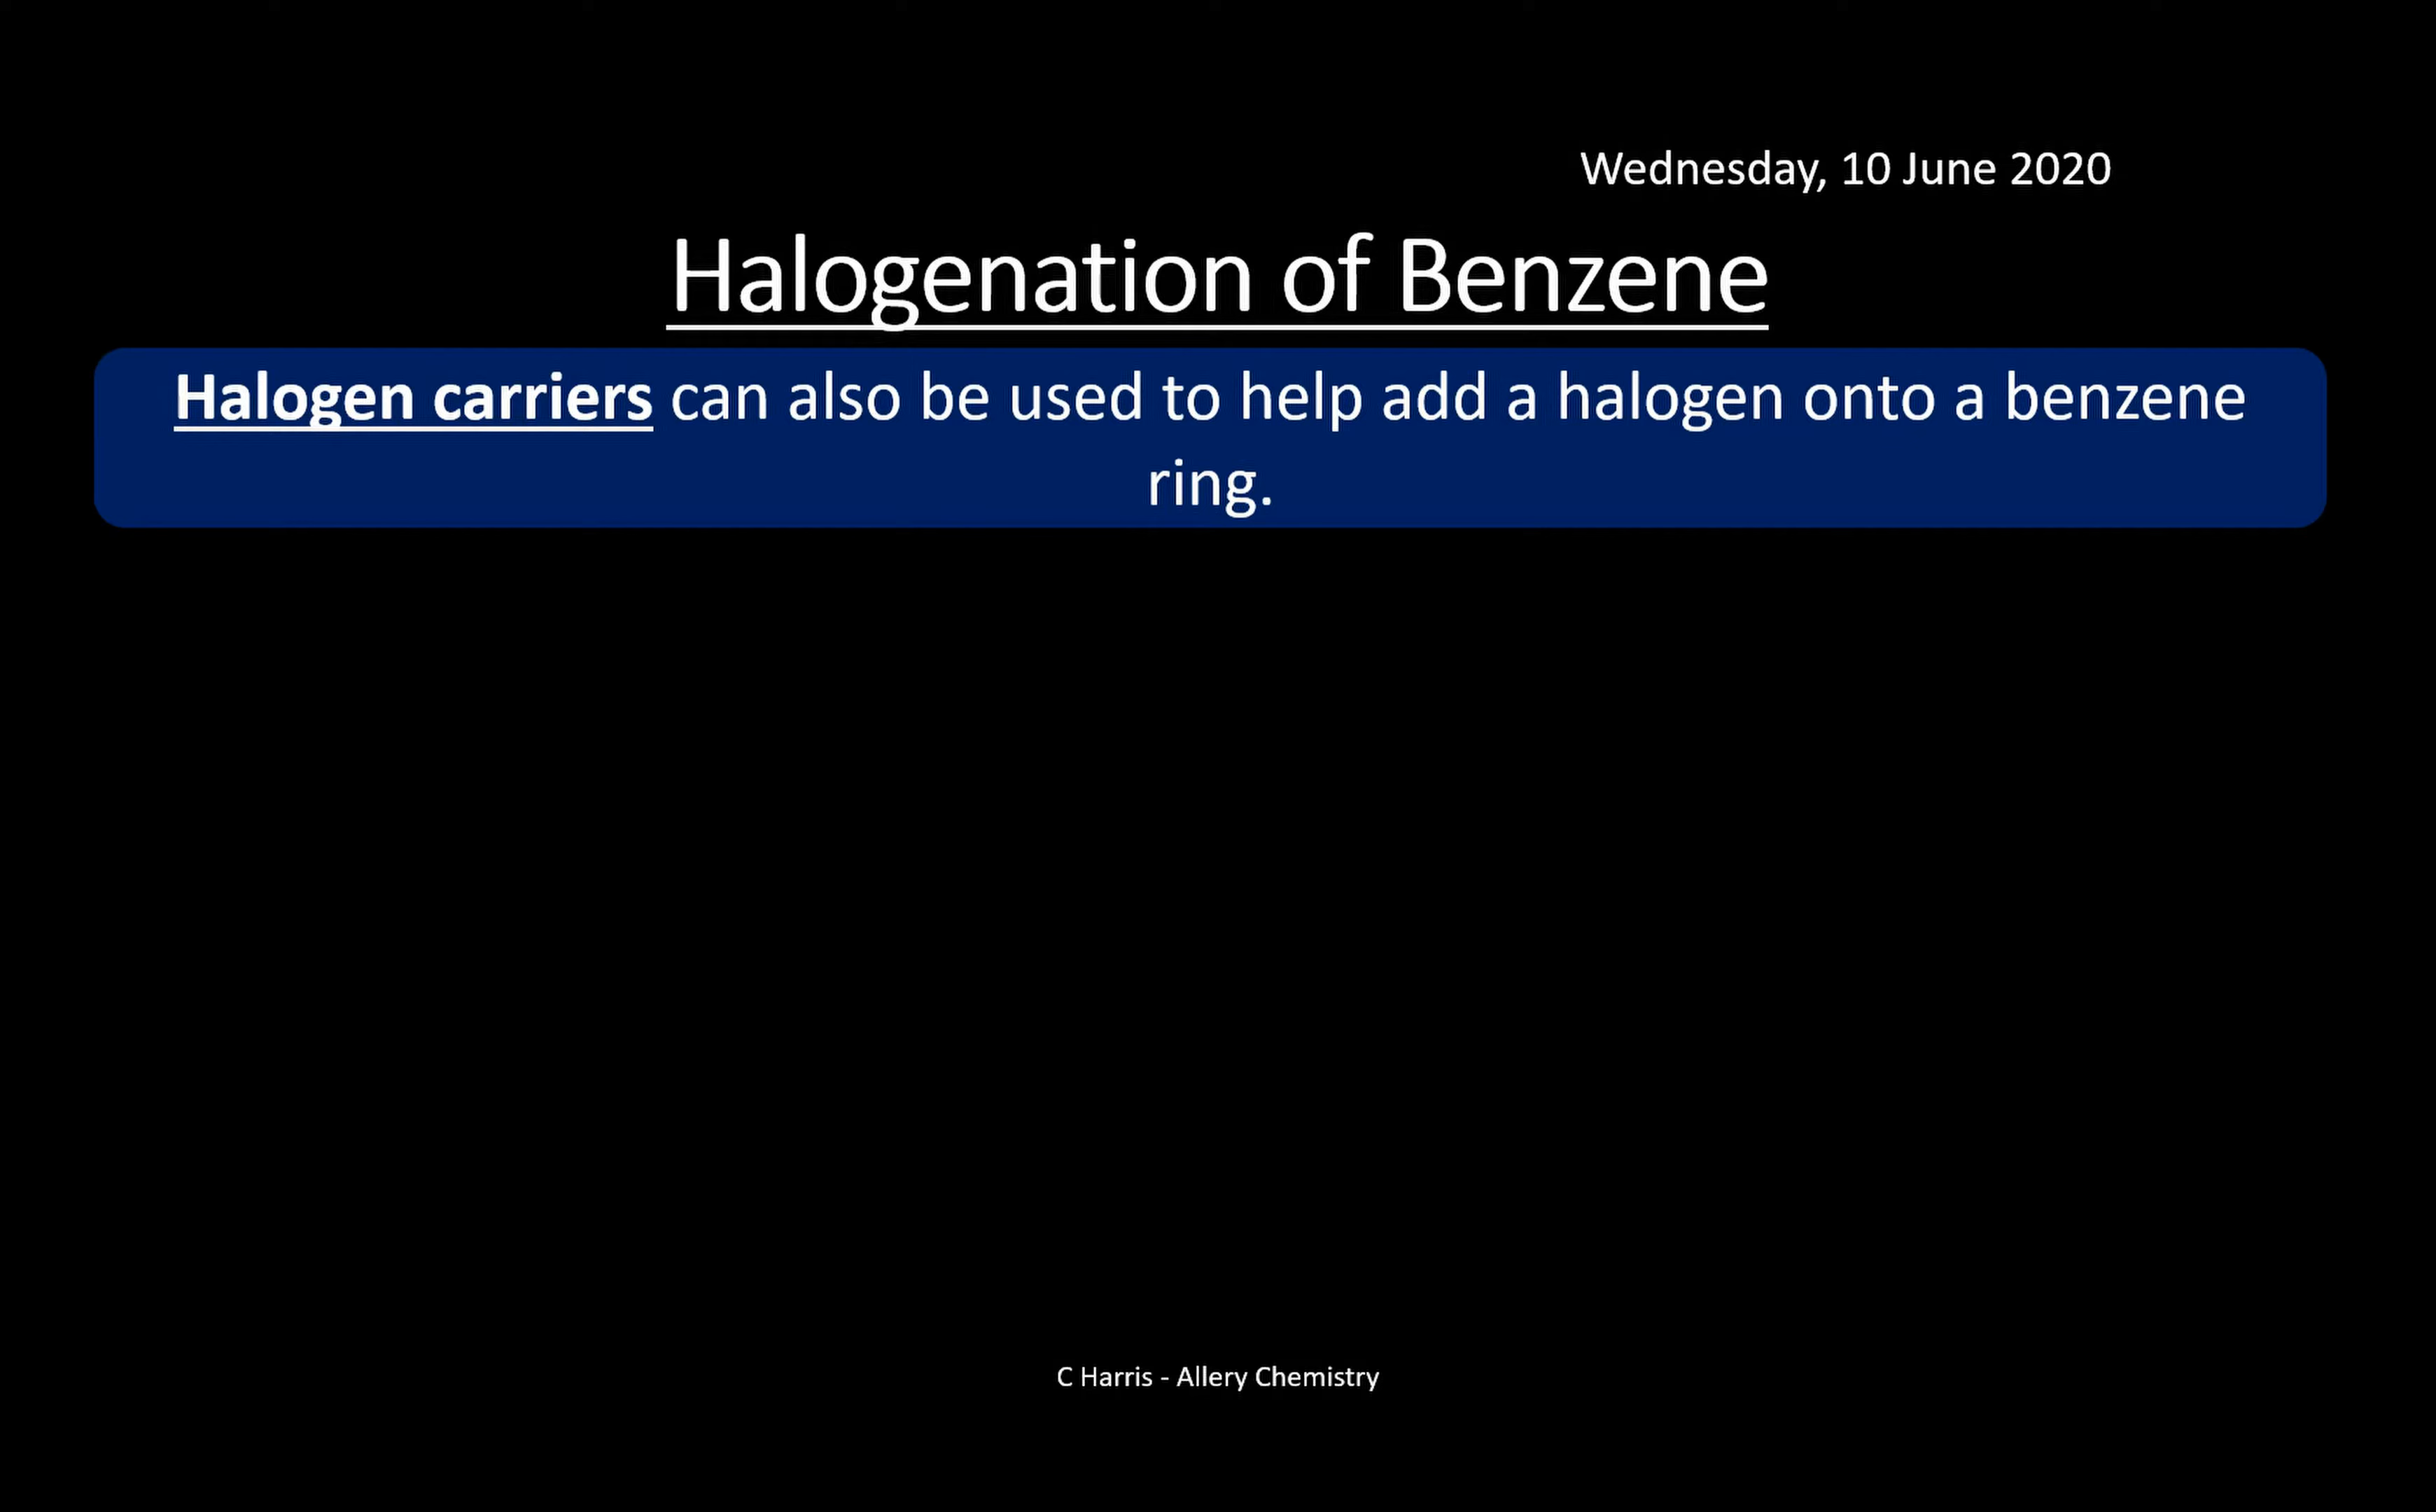 Wednesday, 10 June 2020
Halogenation of Benzene
Halogen carriers can also be used to help add a halogen onto a benzene
ring.
C Harris - Allery Chemistry